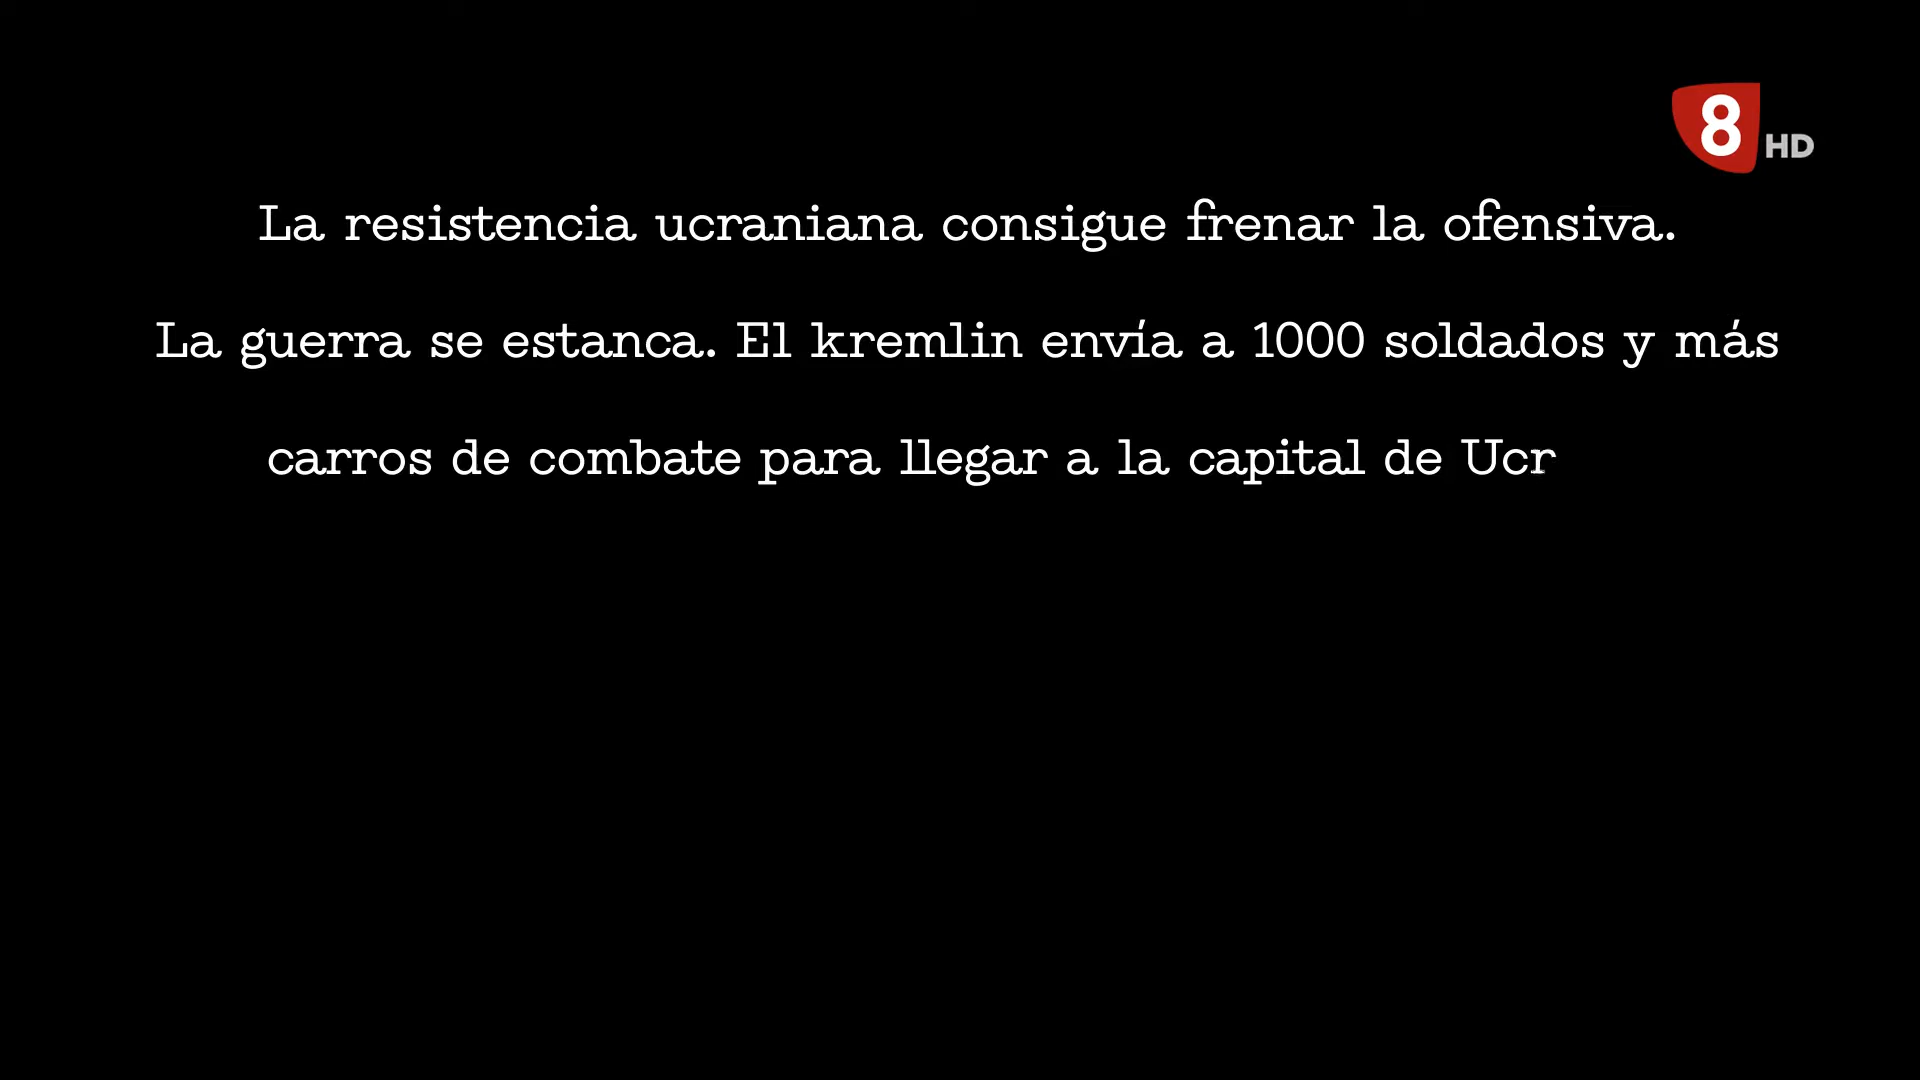 8 HD
La resistencia ucraniana consigue frenar la ofensiva.
La guerra se estanca. El kremlin envía a 1000 soldados y más
carros de combate para llegar a la capital de Ucr